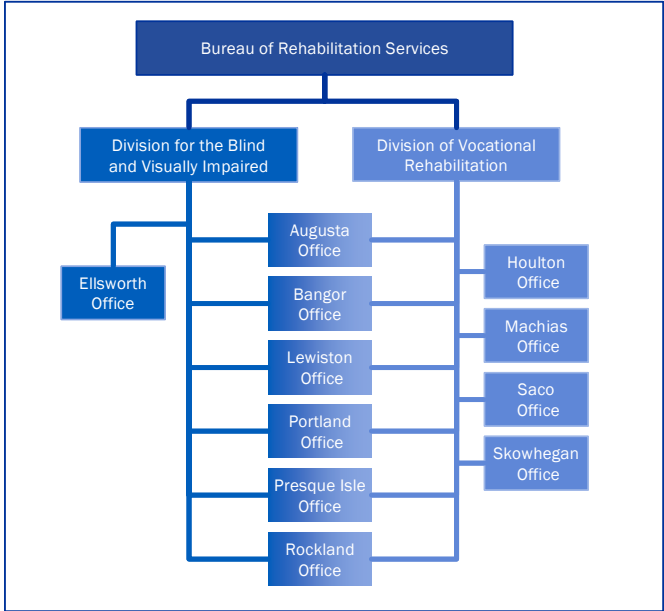 Bureau of Rehabilitation Services
Division for the Blind
and Visually Impaired
Division of Vocational
Rehabilitation
Ellsworth
Office
Augusta
Office
Bangor
Office
Lewiston
Office
Portland
Office
Presque Isle
Office
Rockland
Office
Houlton
Office
Machias
Office
Saco
Office
Skowhegan
Office